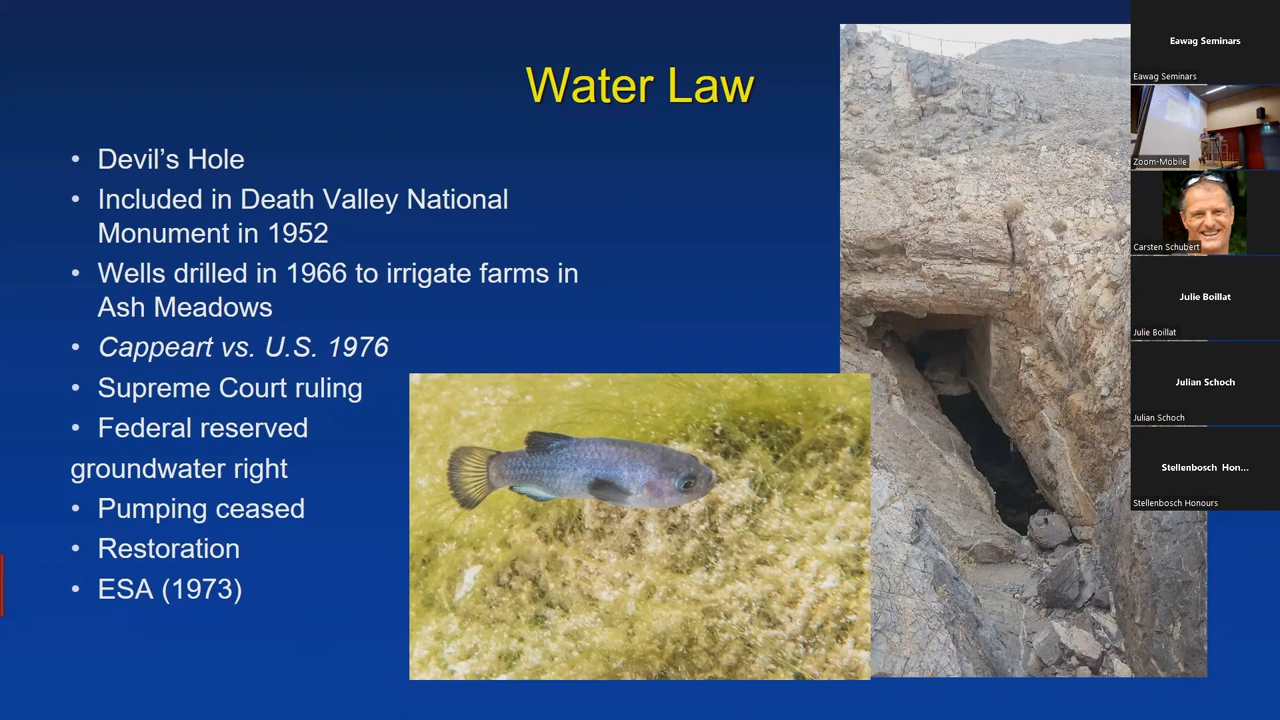 Water Law
• Devil's Hole
• Included in Death Valley National
Monument in 1952
• Wells drilled in 1966 to irrigate farms in
Ash Meadows
• Cappeart vs. U.S. 1976
• Supreme Court ruling
• Federal reserved
groundwater right
• Pumping ceased
• Restoration
• ESA (1973)
Eawag Seminars
Eawag Seminars
Zoom-Mobile
Carsten Schubert
Julie Boillat
Julie Boillat
Julian Schoch
Julian Schoch
Stellenbosch Hon...
Stellenbosch Honours